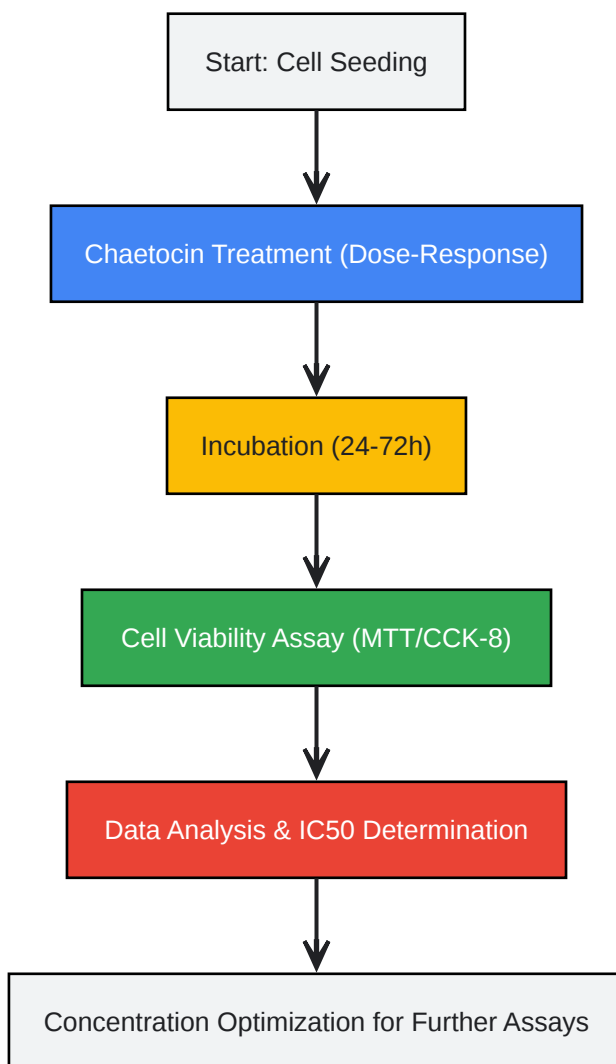 Start: Cell Seeding
Chaetocin Treatment (Dose-Response)
Incubation (24-72h)
Cell Viability Assay (MTT/CCK-8)
Data Analysis & IC50 Determination
Concentration Optimization for Further Assays